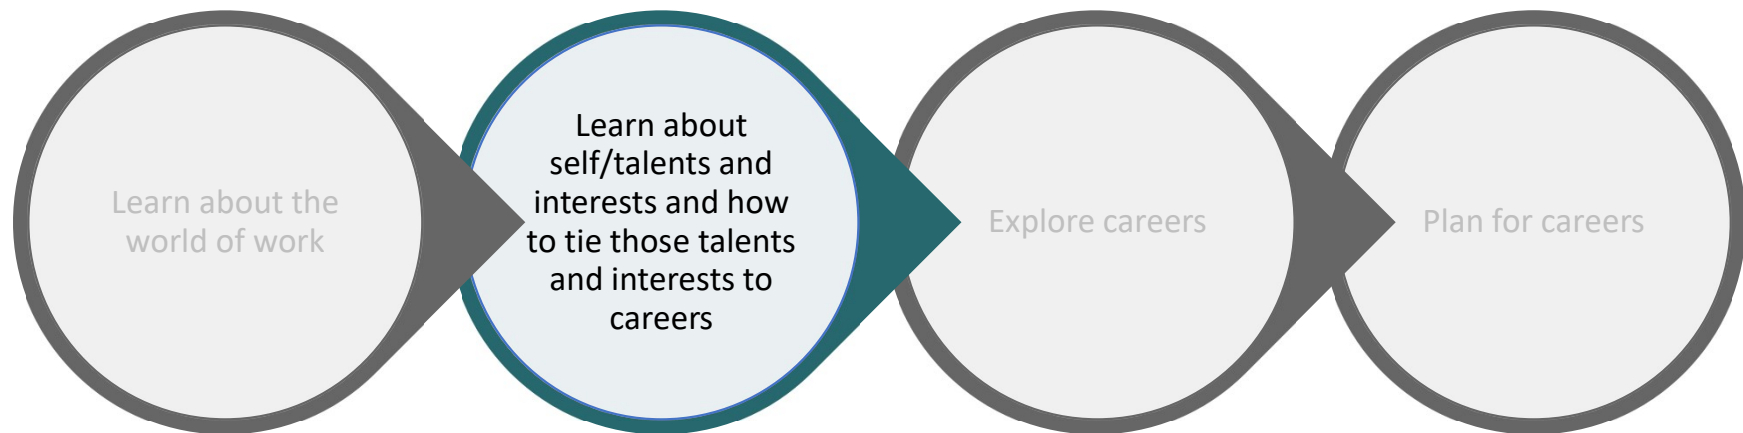 Learn about the
world of work
Learn about
self/talents and
interests and how
to tie those talents
and interests to
careers
Explore careers
Plan for careers